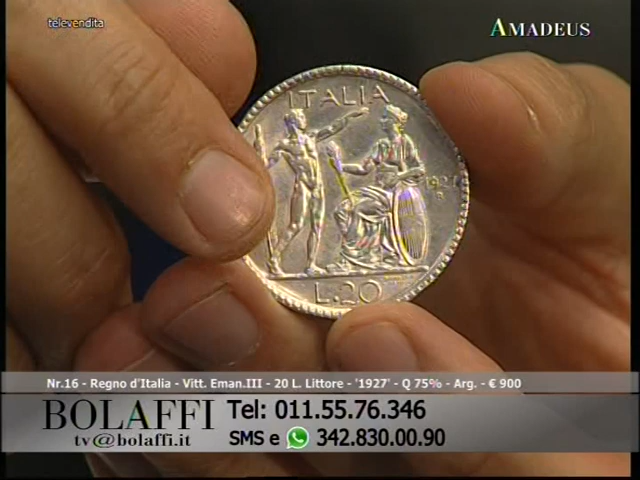 televendita
AMADEUS
ITALIA
1927
R
L.20
Nr.16 - Regno d'Italia - Vitt. Eman.III - 20 L. Littore - '1927' - Q 75% - Arg. - € 900
BOLAFFI
tv@bolaffi.it
Tel: 011.55.76.346
SMS e 342.830.00.90